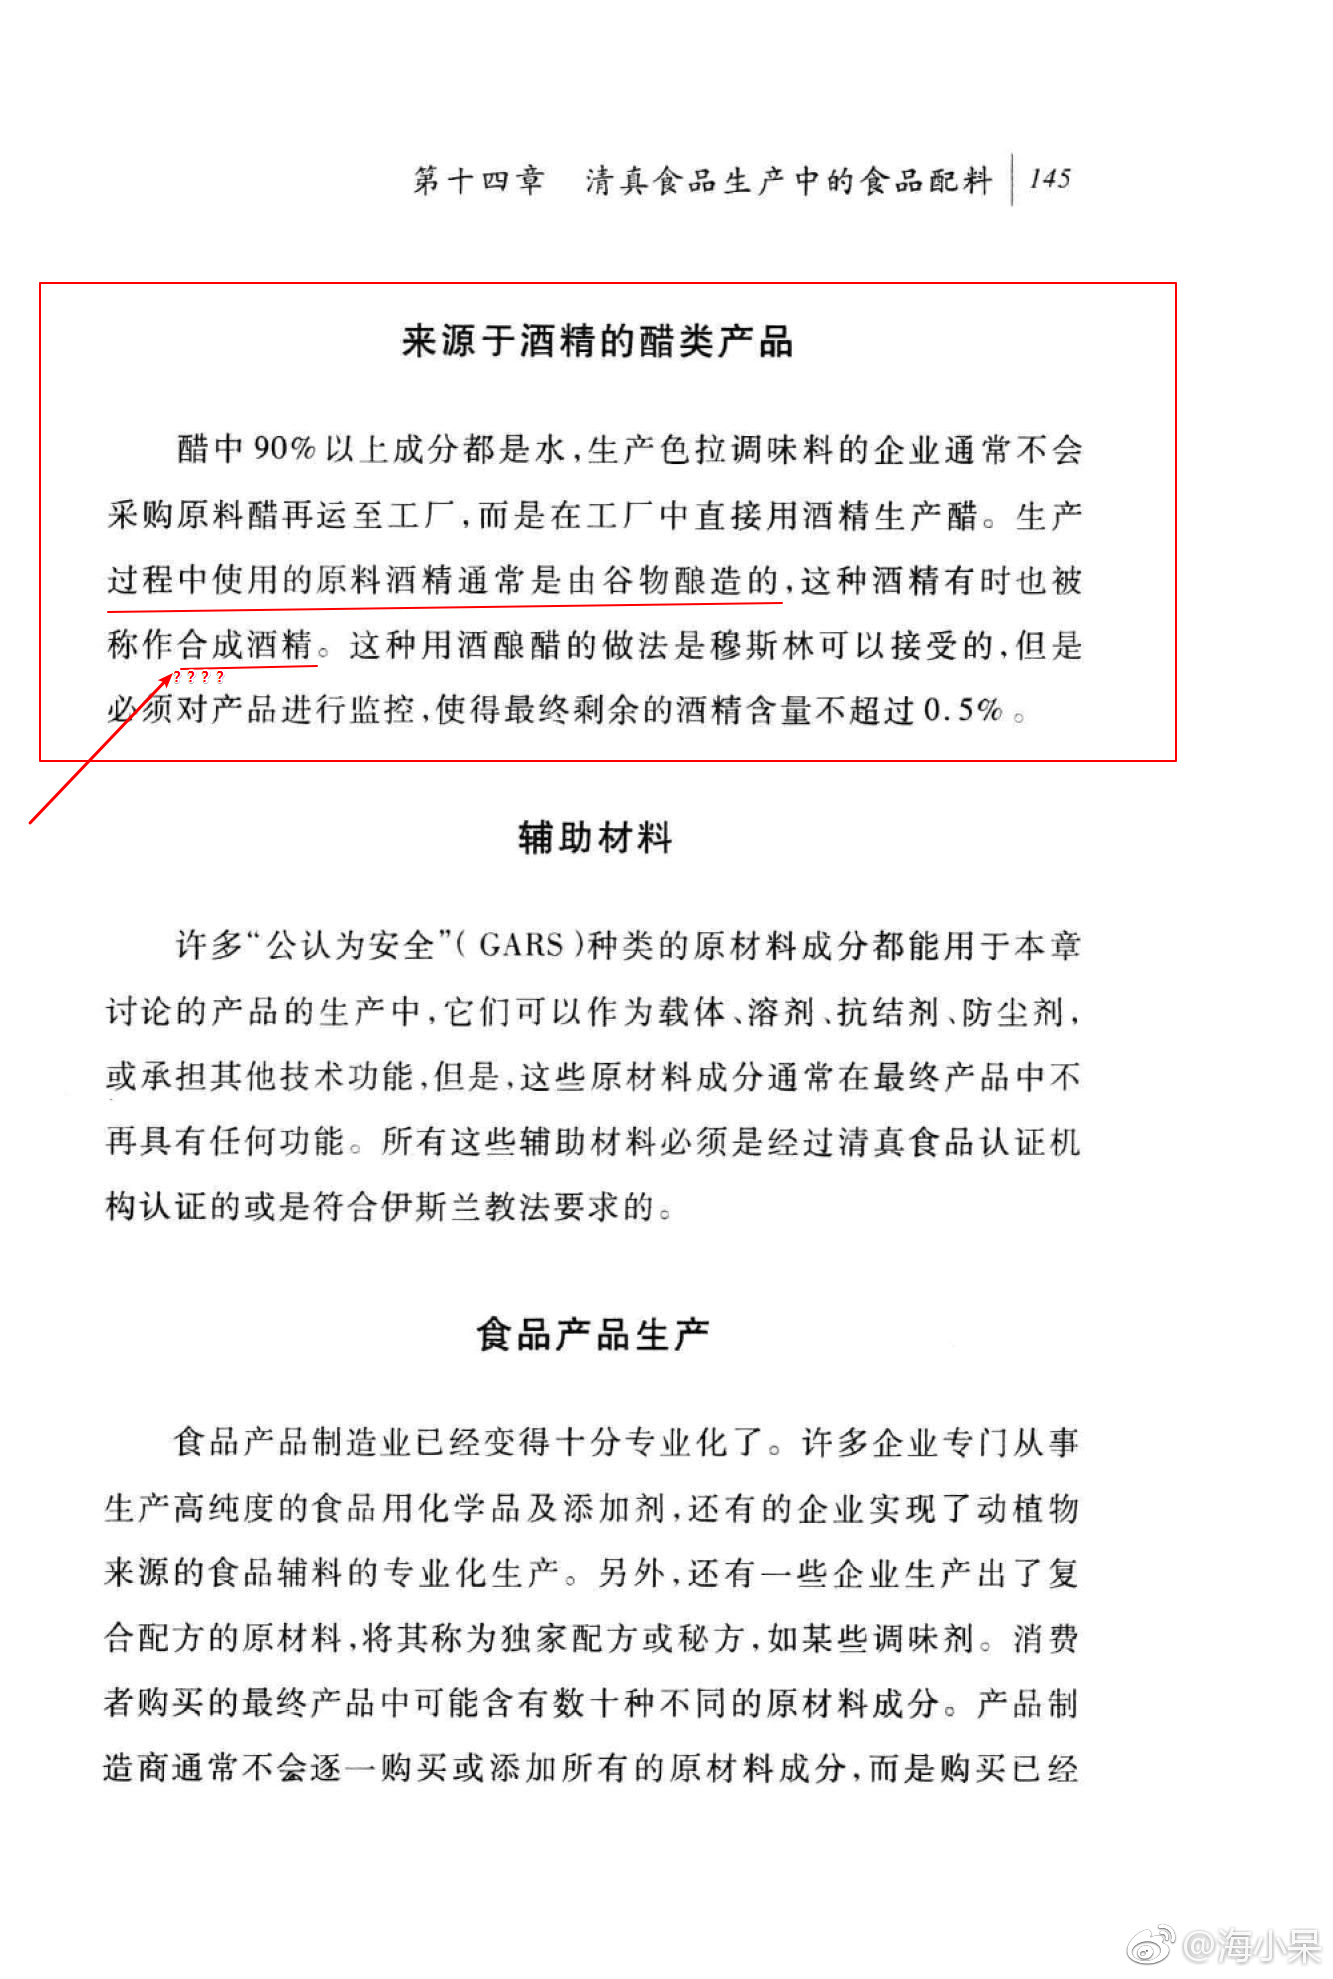 第十四章 清真食品生产中的食品配料 145
来源于酒精的醋类产品
醋中90%以上成分都是水,生产色拉调味料的企业通常不会
采购原料醋再运至工厂,而是在工厂中直接用酒精生产醋。生产
过程中使用的原料酒精通常是由谷物酿造的,这种酒精有时也被
称作合成酒精。这种用酒酿醋的做法是穆斯林可以接受的,但是
????
必须对产品进行监控,使得最终剩余的酒精含量不超过0.5%。
辅助材料
许多“公认为安全”(GARS)种类的原材料成分都能用于本章
讨论的产品的生产中,它们可以作为载体、溶剂、抗结剂、防尘剂,
或承担其他技术功能,但是,这些原材料成分通常在最终产品中不
再具有任何功能。所有这些辅助材料必须是经过清真食品认证机
构认证的或是符合伊斯兰教法要求的。
食品产品生产
食品产品制造业已经变得十分专业化了。许多企业专门从事
生产高纯度的食品用化学品及添加剂,还有的企业实现了动植物
来源的食品辅料的专业化生产。另外,还有一些企业生产出了复
合配方的原材料,将其称为独家配方或秘方,如某些调味剂。消费
者购买的最终产品中可能含有数十种不同的原材料成分。产品制
造商通常不会逐一购买或添加所有的原材料成分,而是购买已经
@海小呆